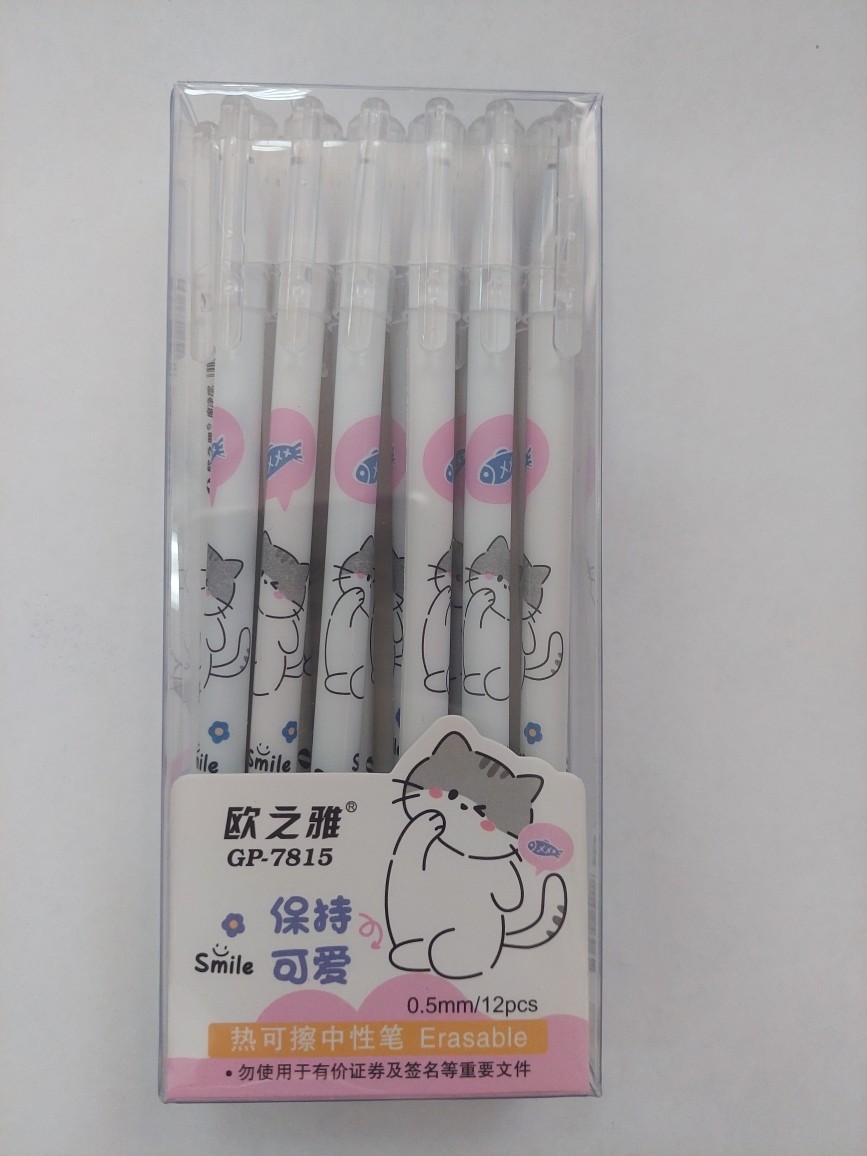 Smile
欧之雅®
GP-7815
保持
可爱
Smile
0.5mm/12pcs
热可擦中性笔 Erasable
•勿使用于有价证券及签名等重要文件